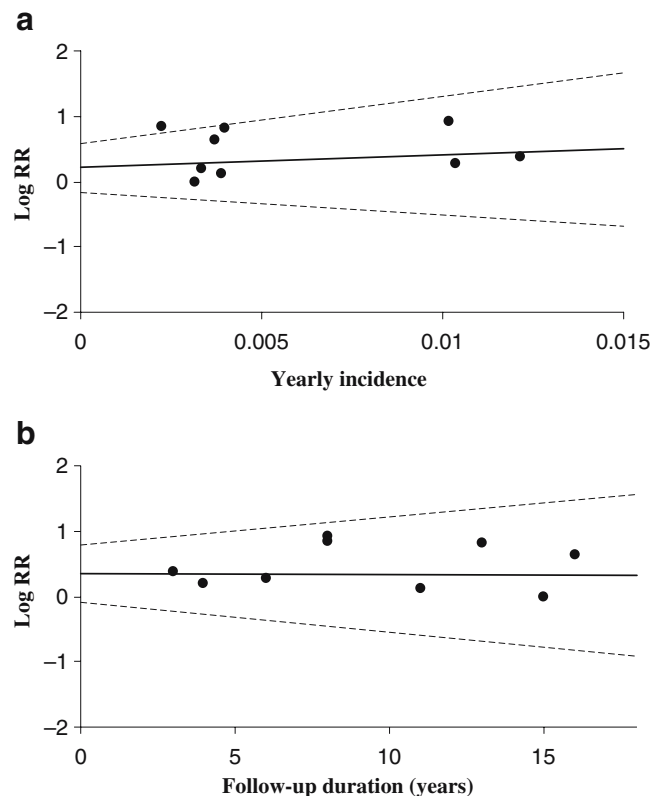 a
2
1
0
–1
–2
Log RR
0 0.005 0.01 0.015
Yearly incidence
b
2
1
0
–1
–2
Log RR
0 5 10 15
Follow-up duration (years)